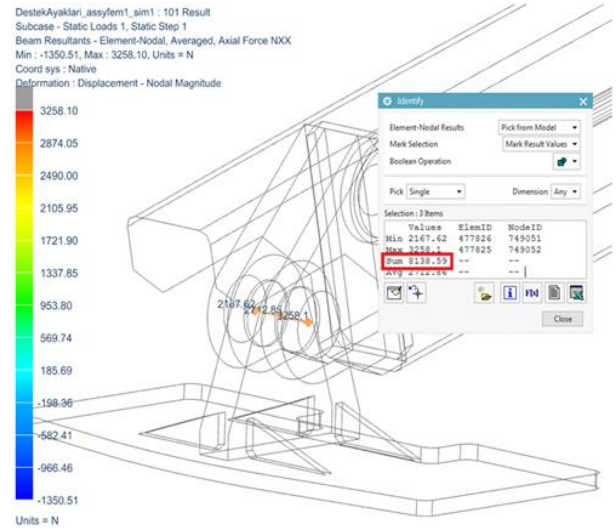 DestekAyaklari_assyfem1_sim1 : 101 Result
Subcase - Static Loads 1, Static Step 1
Beam Resultants - Element-Nodal, Averaged, Axial Force NXX
Min : -1350.51, Max : 3258.10, Units = N
Coord sys : Native
Deformation : Displacement - Nodal Magnitude
3258.10
2874.05
2490.00
2105.95
1721.90
1337.85
953.80
569.74
185.69
-198.36
-582.41
-966.46
-1350.51
Units = N
2167.62
2712.86
3258.1
Identify
Element-Nodal Results Pick from Model
Mark Selection Mark Result Values
Boolean Operation
Pick Single Dimension Any
Selection : 3 Items
Values ElemID NodeID
Min 2167.62 477826 749051
Max 3258.1 477825 749052
Sum 8138.59 -- --
Avg 2712.86 -- --
F(x)
Close